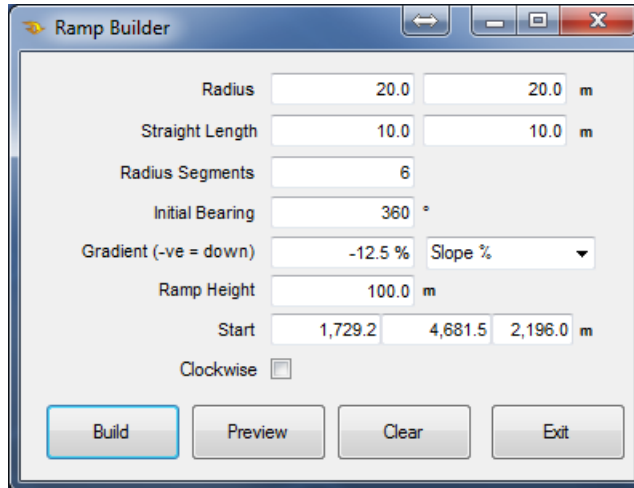 Ramp Builder
Radius 20.0 20.0 m
Straight Length 10.0 10.0 m
Radius Segments 6
Initial Bearing 360 °
Gradient (-ve = down) -12.5 % Slope %
Ramp Height 100.0 m
Start 1,729.2 4,681.5 2,196.0 m
Clockwise
Build Preview Clear Exit